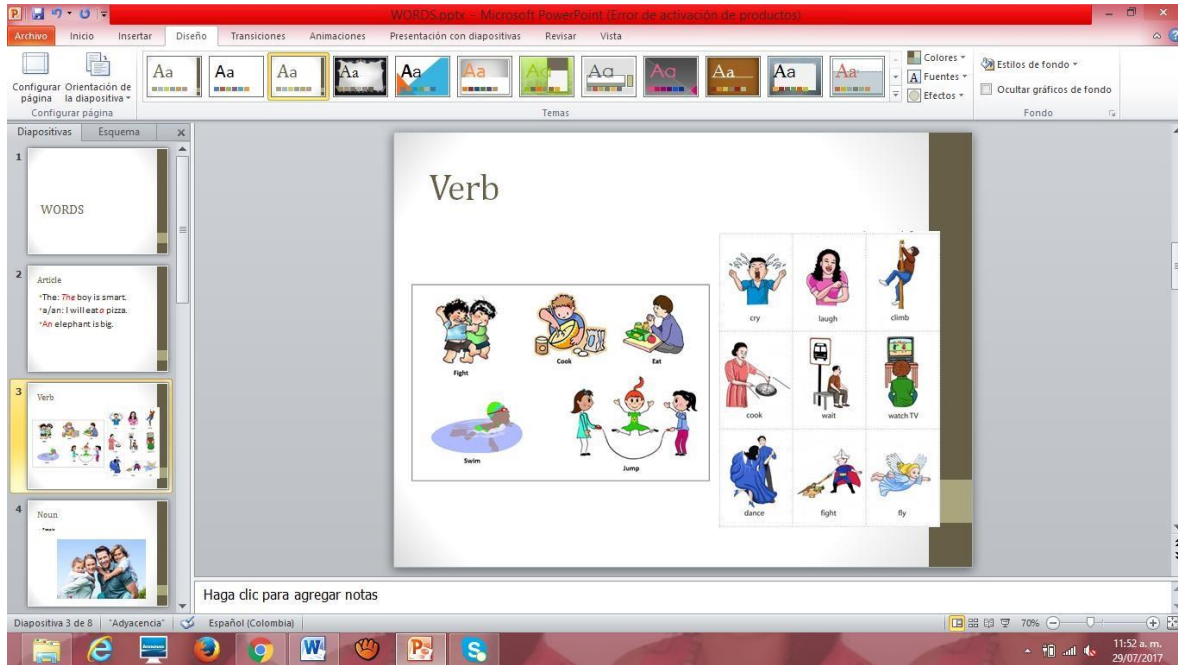 WORDS.pptx - Microsoft PowerPoint (Error de activación de productos)
Archivo Inicio Insertar Diseño Transiciones Animaciones Presentación con diapositivas Revisar Vista
Configurar página
Orientación de la diapositiva
Configurar página
Aa Aa Aa Aa Aa Aa Aa Aa Aa Aa Aa Aa
Temas
Colores
Fuentes
Efectos
Estilos de fondo
Ocultar gráficos de fondo
Fondo
Diapositivas Esquema
1
WORDS
2
Article
The: The boy is smart.
a/an: I will eat a pizza.
An elephant is big.
3
Verb
4
Noun
Verb
Fight Cook Eat
Swim Jump
cry laugh climb
cook wait watch TV
dance fight fly
Haga clic para agregar notas
Diapositiva 3 de 8 "Adyacencia" Español (Colombia) 70%
11:52 a. m.
29/07/2017